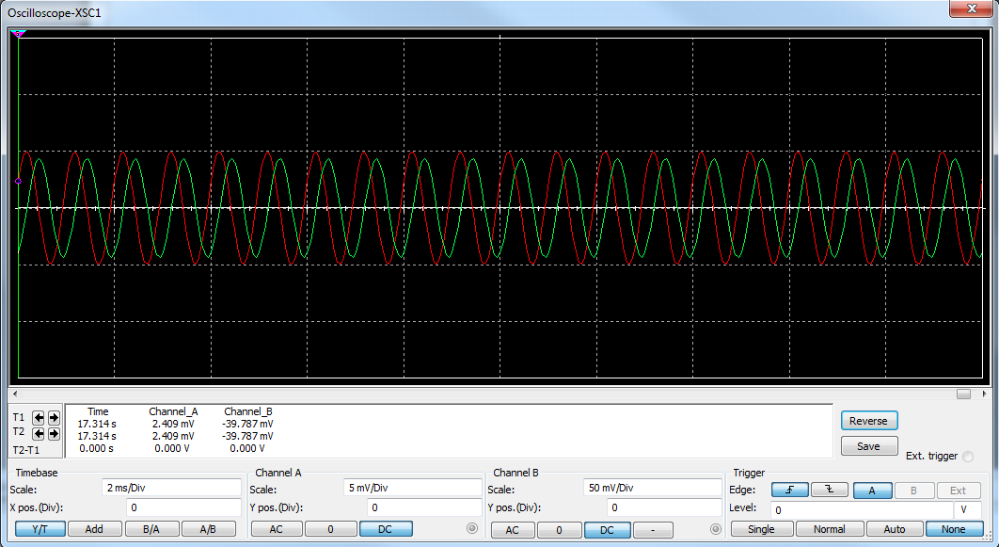 Oscilloscope-XSC1
T1
T2
T2-T1
Time Channel_A Channel_B
17.314 s 2.409 mV -39.787 mV
17.314 s 2.409 mV -39.787 mV
0.000 s 0.000 V 0.000 V
Reverse
Save
Ext. trigger
Timebase
Scale: 2 ms/Div
X pos.(Div): 0
Y/T Add B/A A/B
Channel A
Scale: 5 mV/Div
Y pos.(Div): 0
AC 0 DC
Channel B
Scale: 50 mV/Div
Y pos.(Div): 0
AC 0 DC -
Trigger
Edge: A B Ext
Level: 0 V
Single Normal Auto None